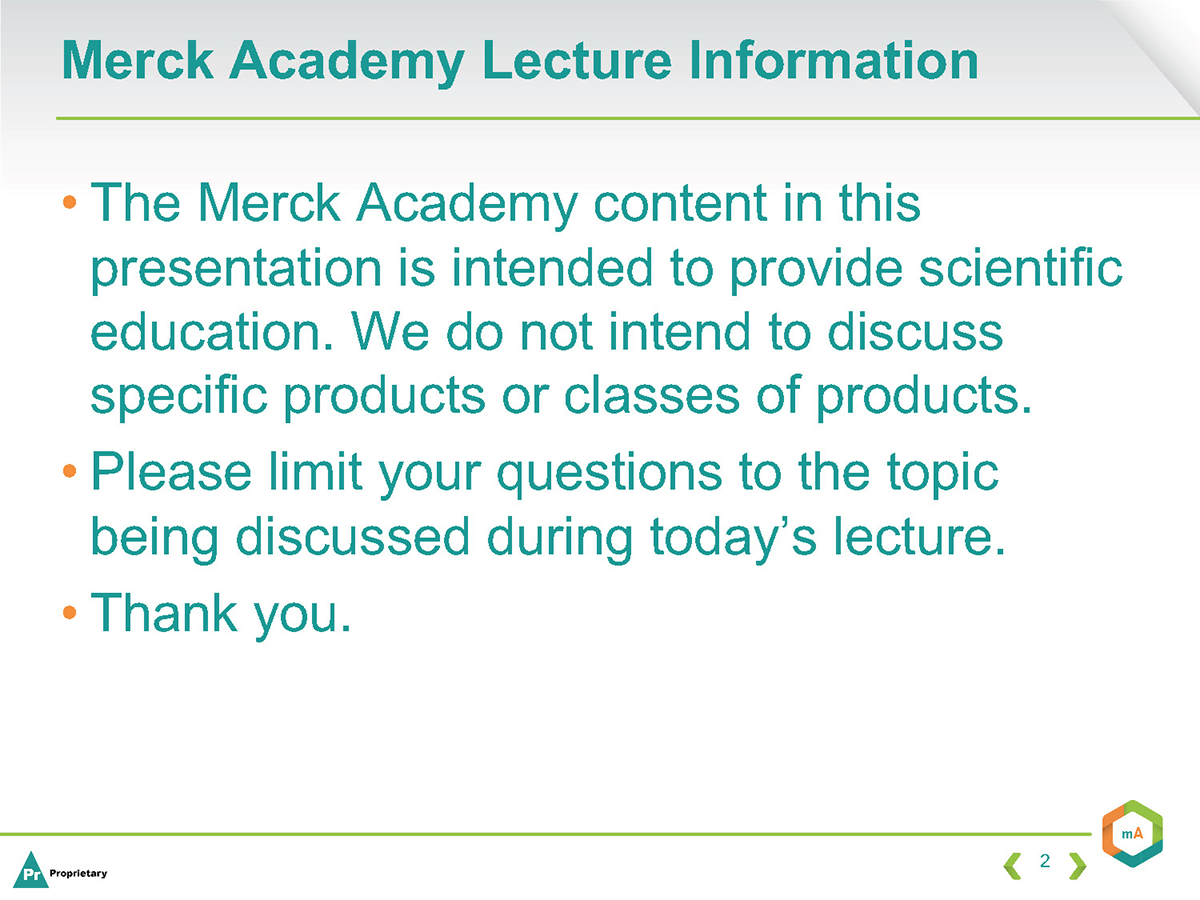 Merck Academy Lecture Information
• The Merck Academy content in this
presentation is intended to provide scientific
education. We do not intend to discuss
specific products or classes of products.
• Please limit your questions to the topic
being discussed during today’s lecture.
• Thank you.
mA
2
Pr Proprietary